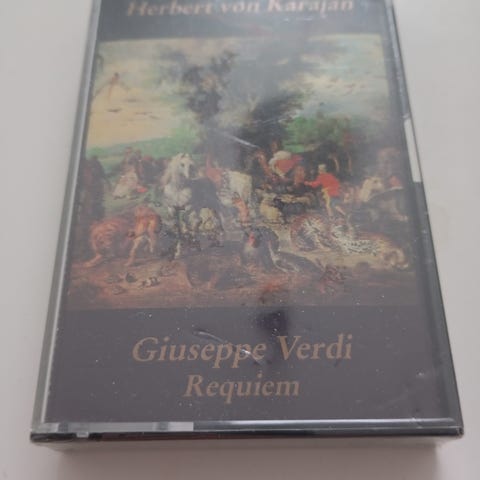 Herbert von Karajan
Giuseppe Verdi
Requiem